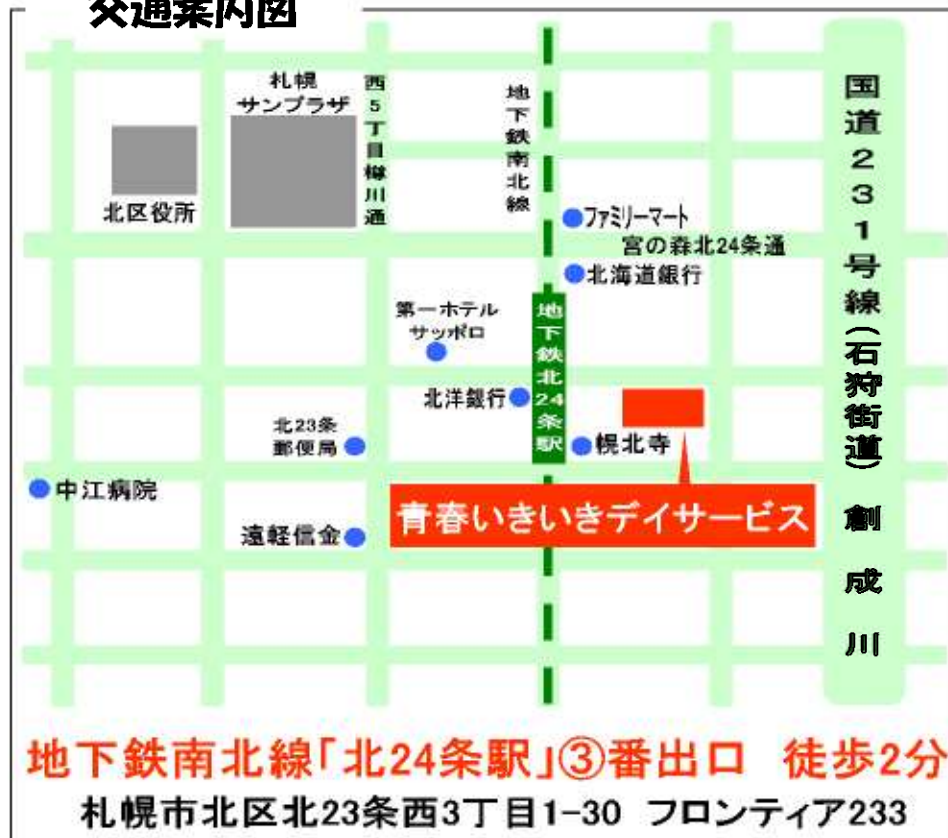 交通案内図
札幌
サンプラザ
西5丁目樽川通
地下鉄南北線
国道231号線(石狩街道) 創成川
北区役所
ファミリーマート
宮の森北24条通
北海道銀行
第一ホテル
サッポロ
地下鉄北24条駅
北洋銀行
北23条
郵便局
幌北寺
中江病院
青春いきいきデイサービス
遠軽信金
地下鉄南北線「北24条駅」③番出口 徒歩2分
札幌市北区北23条西3丁目1-30 フロンティア233